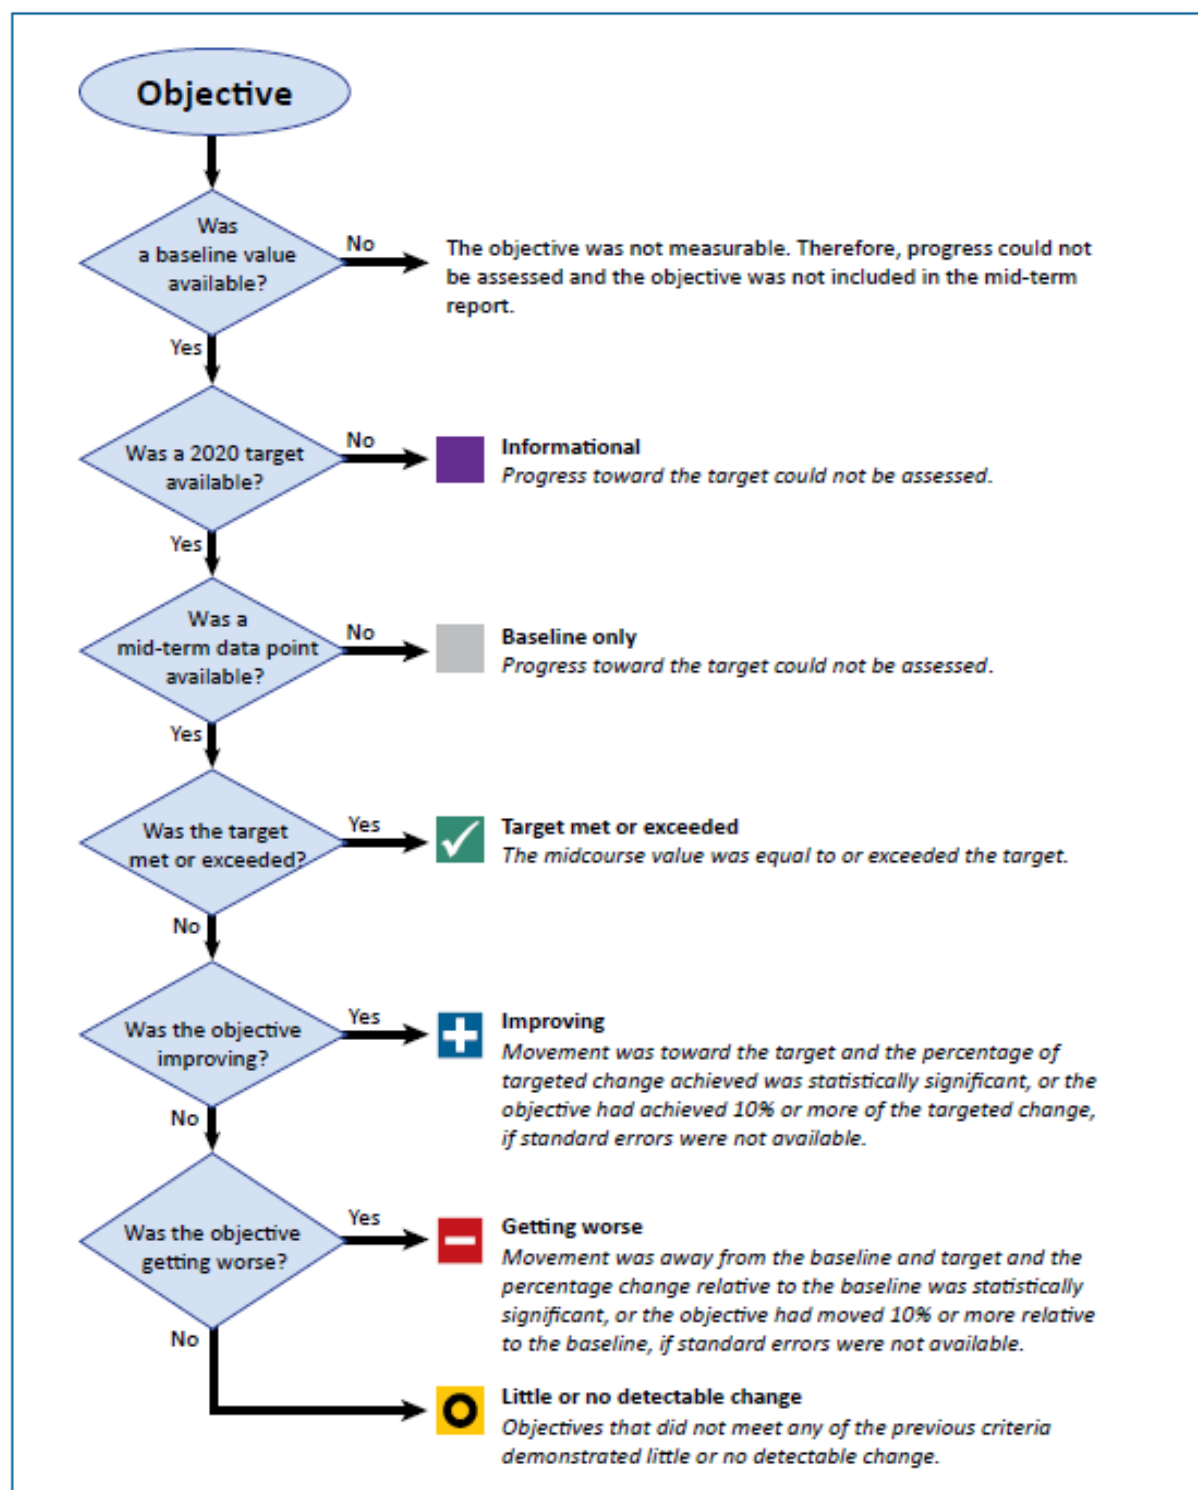 Objective
Was
a baseline value
available?
No
The objective was not measurable. Therefore, progress could not
be assessed and the objective was not included in the mid-term
report.
Yes
Was a 2020 target
available?
No
Informational
Progress toward the target could not be assessed.
Yes
Was a
mid-term data point
available?
No
Baseline only
Progress toward the target could not be assessed.
Yes
Was the target
met or exceeded?
Yes
Target met or exceeded
The midcourse value was equal to or exceeded the target.
No
Was the objective
improving?
Yes
Improving
Movement was toward the target and the percentage of
targeted change achieved was statistically significant, or the
objective had achieved 10% or more of the targeted change,
if standard errors were not available.
No
Was the objective
getting worse?
Yes
Getting worse
Movement was away from the baseline and target and the
percentage change relative to the baseline was statistically
significant, or the objective had moved 10% or more relative
to the baseline, if standard errors were not available.
No
Little or no detectable change
Objectives that did not meet any of the previous criteria
demonstrated little or no detectable change.